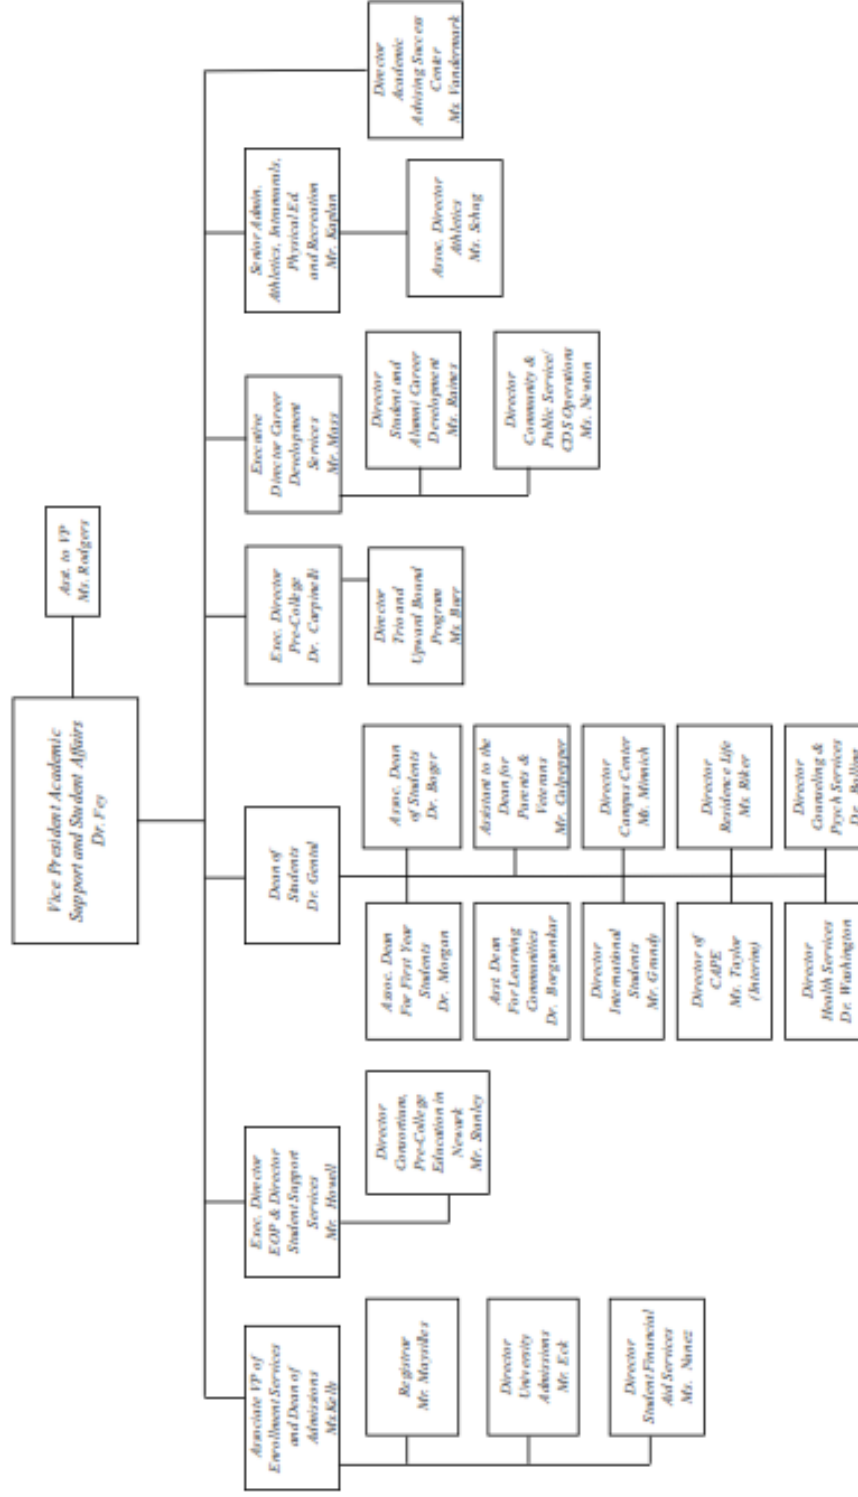 Vice President Academic
Support and Student Affairs
Dr. Fey
Asst. to VP
Ms. Rodgers
Associate VP of
Enrollment Services
and Dean of
Admissions
Ms Kelly
Exec. Director
EOP & Director
Student Support
Services
Mr. Howell
Dean of
Students
Dr. Gentul
Exec. Director
Pre-College
Dr. Carpinelli
Executive
Director Career
Development
Services
Mr. Mass
Senior Admin.
Athletics, Intramurals,
Physical Ed.
and Recreation
Mr. Kaplan
Director
Academic
Advising Success
Center
Ms. Vandermark
Registrar
Mr. Maysilles
Director
University
Admissions
Mr. Eck
Director
Student Financial
Aid Services
Ms. Nunez
Director
Consortium,
Pre-College
Education in
Newark
Mr. Stanley
Assoc. Dean
For First Year
Students
Dr. Morgan
Assoc. Dean
of Students
Dr. Boger
Asst Dean
For Learning
Communities
Dr. Borgaonkar
Assistant to the
Dean for
Parents &
Veterans
Mr. Culpepper
Director
International
Students
Mr. Grundy
Director
Campus Center
Mr. Minnich
Director of
CAPE
Ms. Taylor
(Interim)
Director
Residence Life
Ms. Riker
Director
Health Services
Dr. Washington
Director
Counseling &
Psych Services
Dr. Bolling
Director
Trio and
Upward Bound
Program
Ms. Barr
Director
Student and
Alumni Career
Development
Ms. Raines
Director
Community &
Public Service/
CDS Operations
Ms. Newton
Assoc. Director
Athletics
Ms. Schug